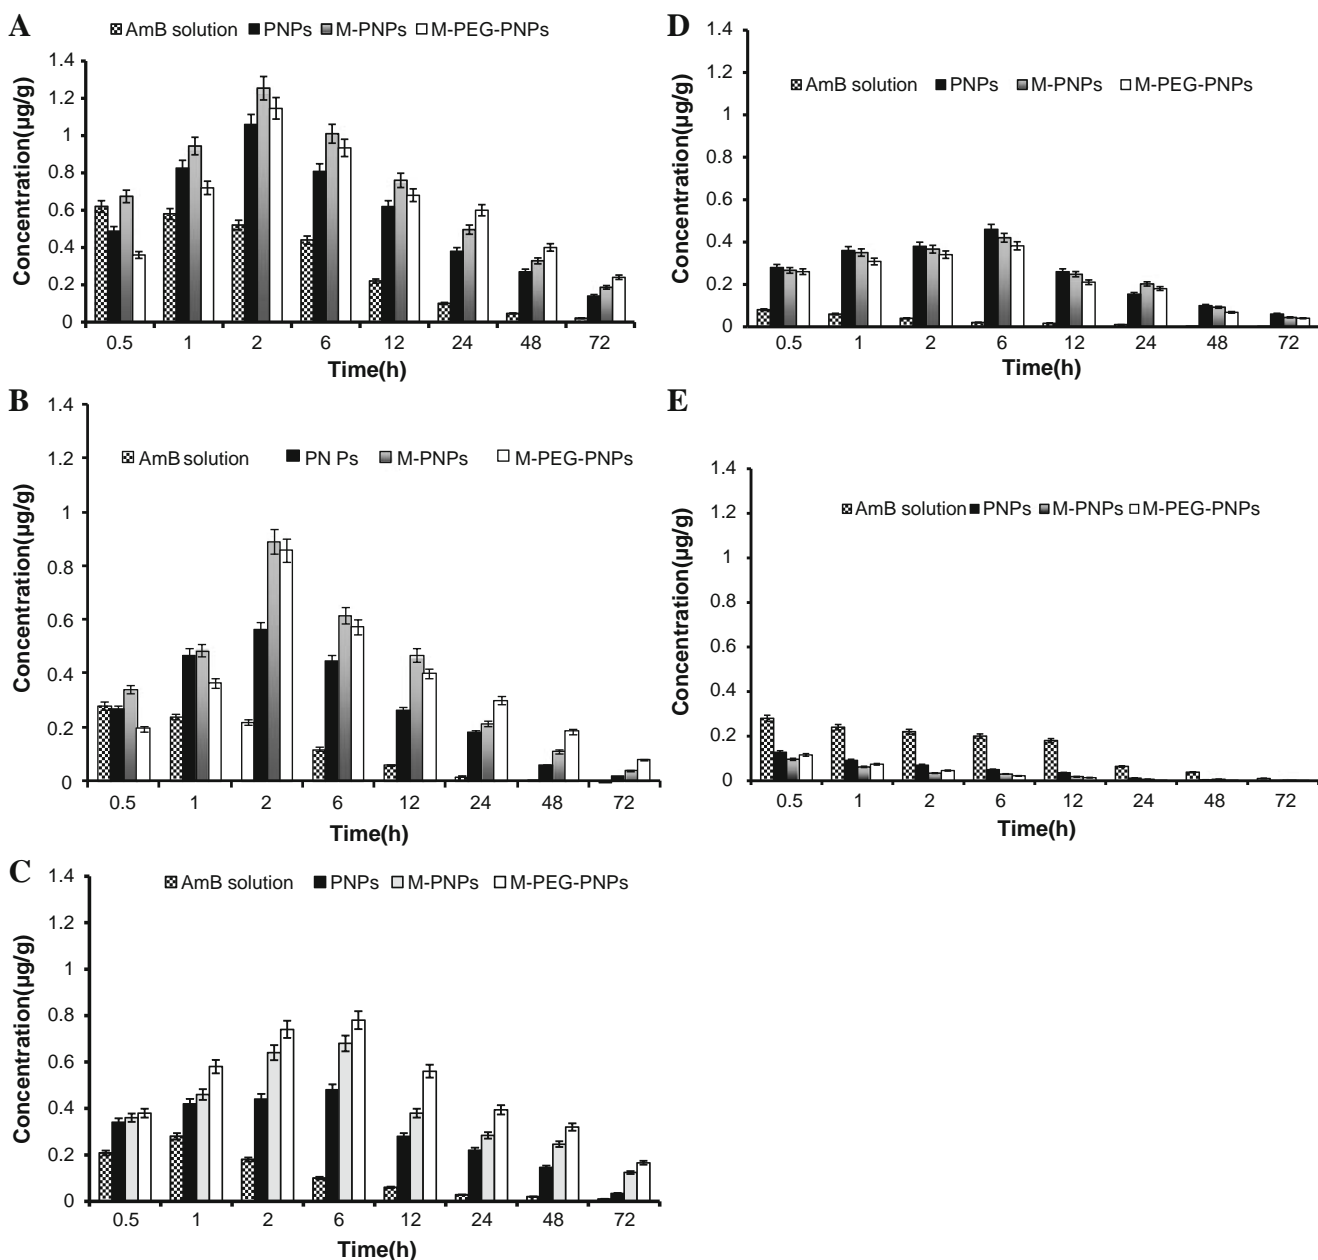 A
AmB solution PNPs M-PNPs M-PEG-PNPs
Concentration(µg/g)
1.4
1.2
1
0.8
0.6
0.4
0.2
0
0.5 1 2 6 12 24 48 72
Time(h)
B
AmB solution PN Ps M-PNPs M-PEG-PNPs
Concentration(µg/g)
1.4
1.2
1
0.8
0.6
0.4
0.2
0
0.5 1 2 6 12 24 48 72
Time(h)
C
AmB solution PNPs M-PNPs M-PEG-PNPs
Concentration(µg/g)
1.4
1.2
1
0.8
0.6
0.4
0.2
0
0.5 1 2 6 12 24 48 72
Time(h)
D
AmB solution PNPs M-PNPs M-PEG-PNPs
Concentration(µg/g)
1.4
1.2
1
0.8
0.6
0.4
0.2
0
0.5 1 2 6 12 24 48 72
Time(h)
E
AmB solution PNPs M-PNPs M-PEG-PNPs
Concentration(µg/g)
1.4
1.2
1
0.8
0.6
0.4
0.2
0
0.5 1 2 6 12 24 48 72
Time(h)